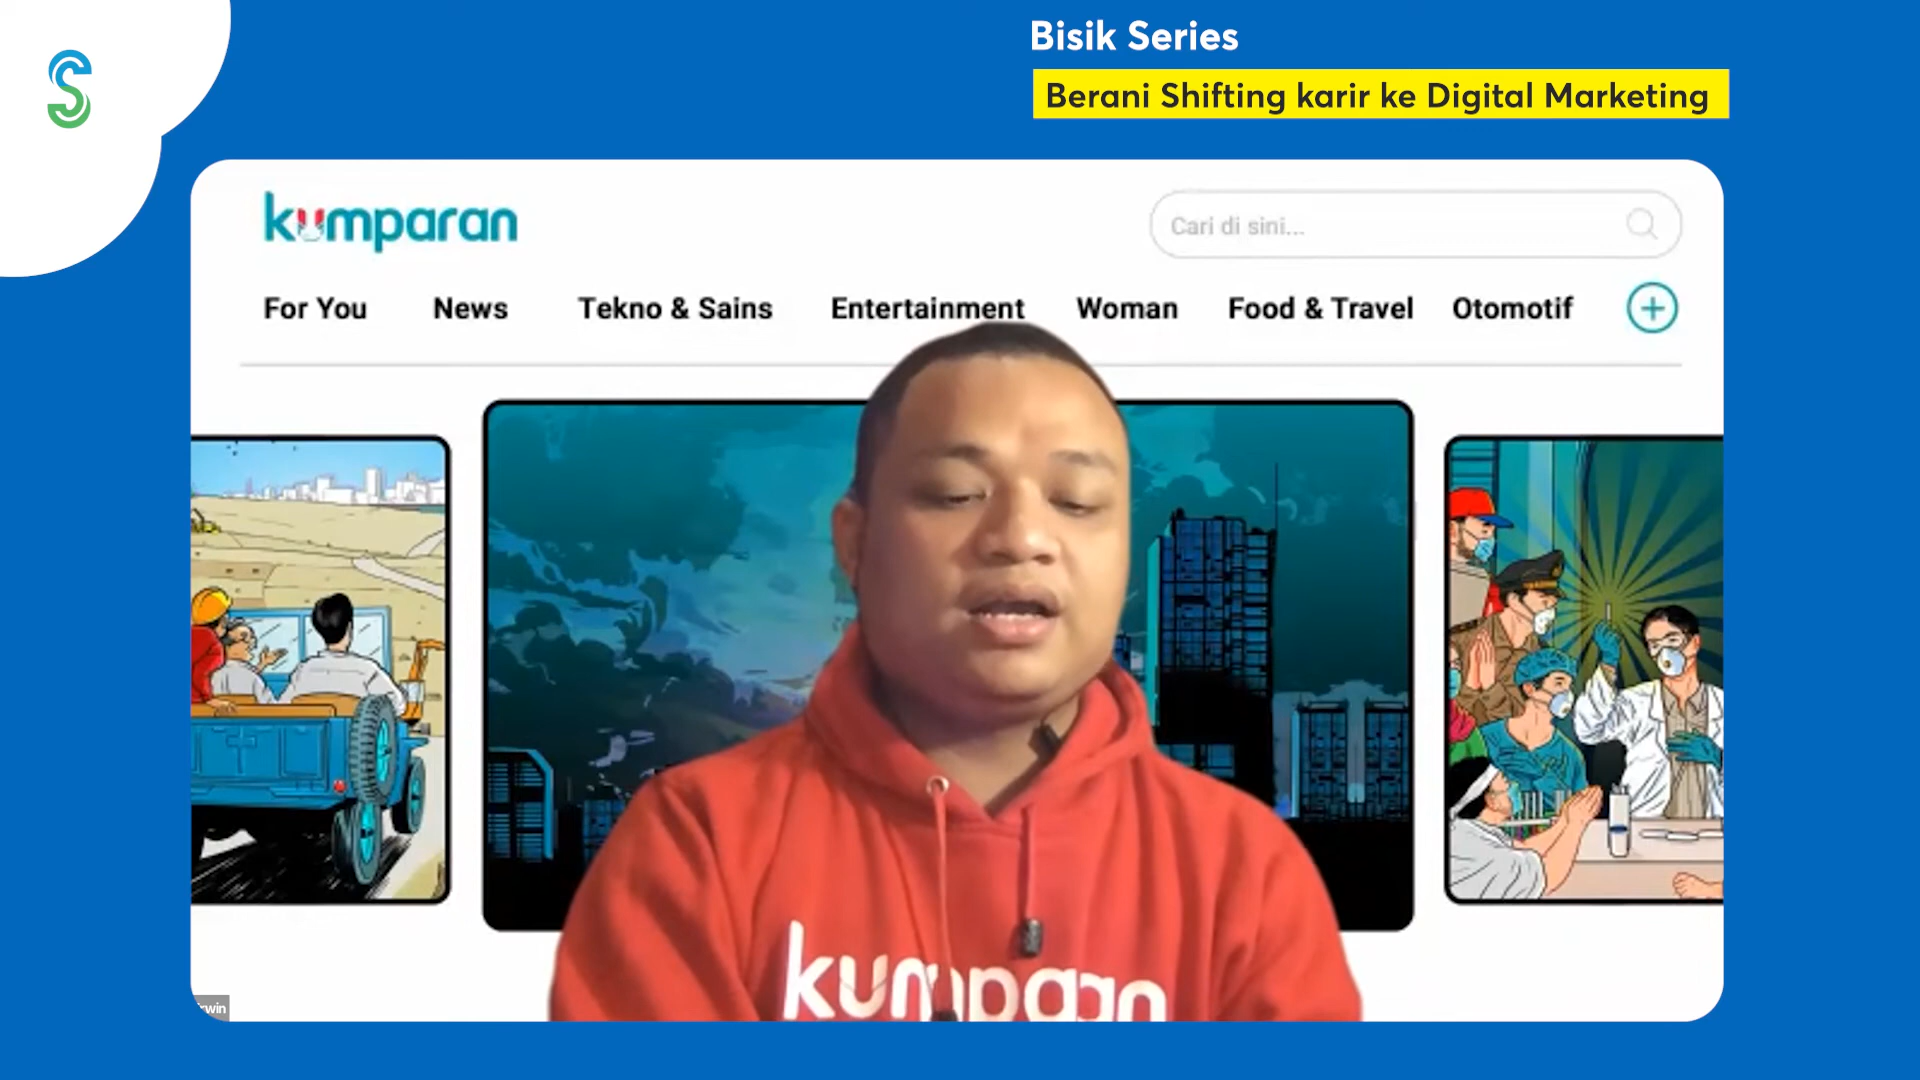 Bisik Series
Berani Shifting karir ke Digital Marketing
kumparan
Cari di sini...
For You News Tekno & Sains Entertainment Woman Food & Travel Otomotif
kumparan